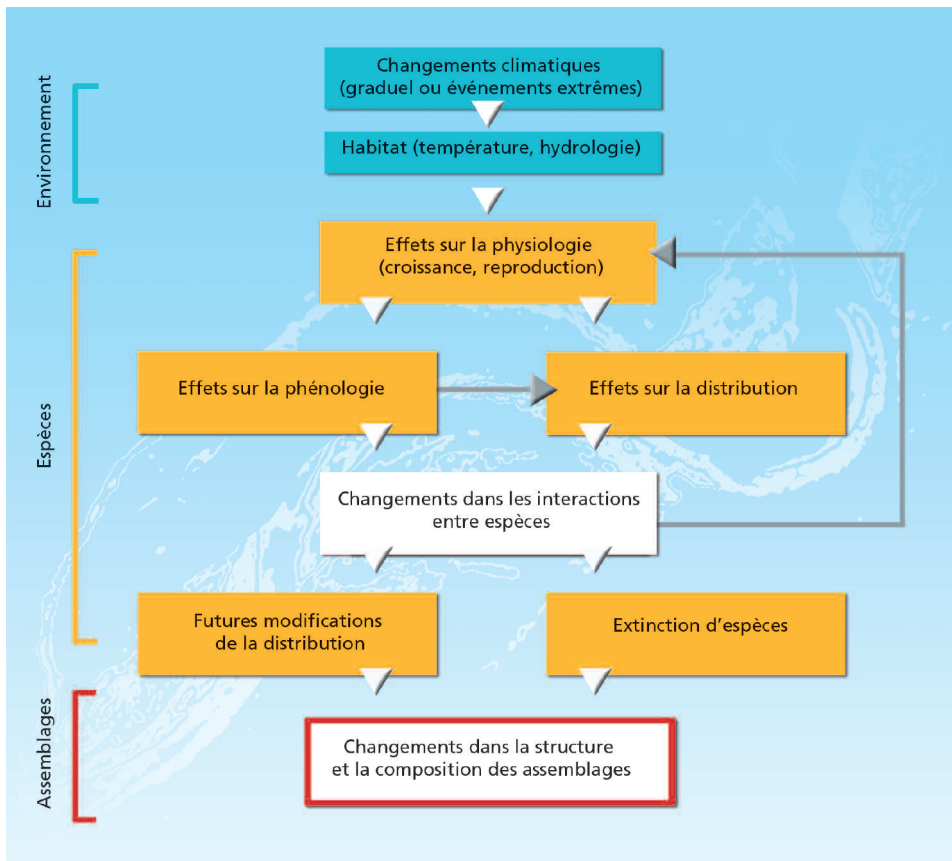 Environnement
Changements climatiques
(graduel ou événements extrêmes)
Habitat (température, hydrologie)
Espèces
Effets sur la physiologie
(croissance, reproduction)
Effets sur la phénologie
Effets sur la distribution
Changements dans les interactions
entre espèces
Futures modifications
de la distribution
Extinction d'espèces
Assemblages
Changements dans la structure
et la composition des assemblages